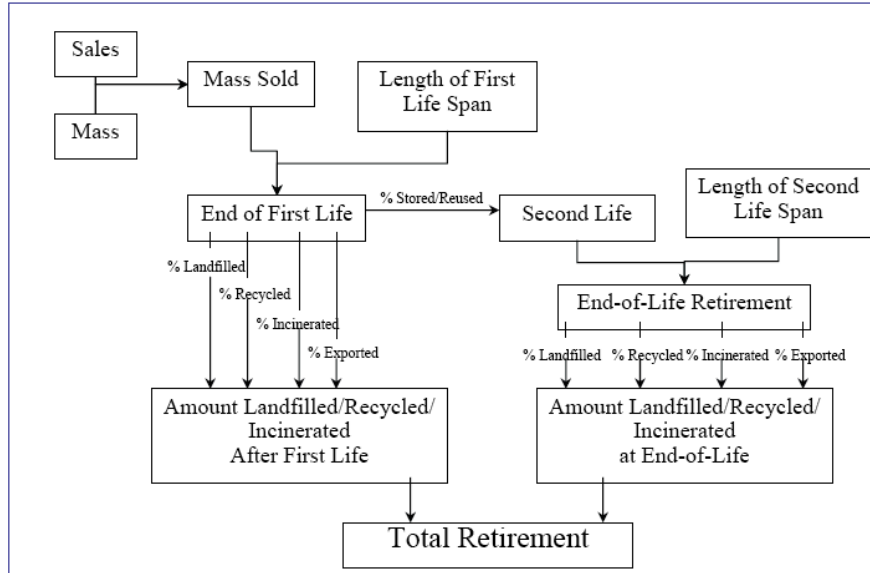 Sales
Mass
Mass Sold
Length of First
Life Span
End of First Life
% Stored/Reused
Second Life
Length of Second
Life Span
% Landfilled
% Recycled
% Incinerated
% Exported
End-of-Life Retirement
% Landfilled
% Recycled
% Incinerated
% Exported
Amount Landfilled/Recycled/
Incinerated
After First Life
Amount Landfilled/Recycled/
Incinerated
at End-of-Life
Total Retirement